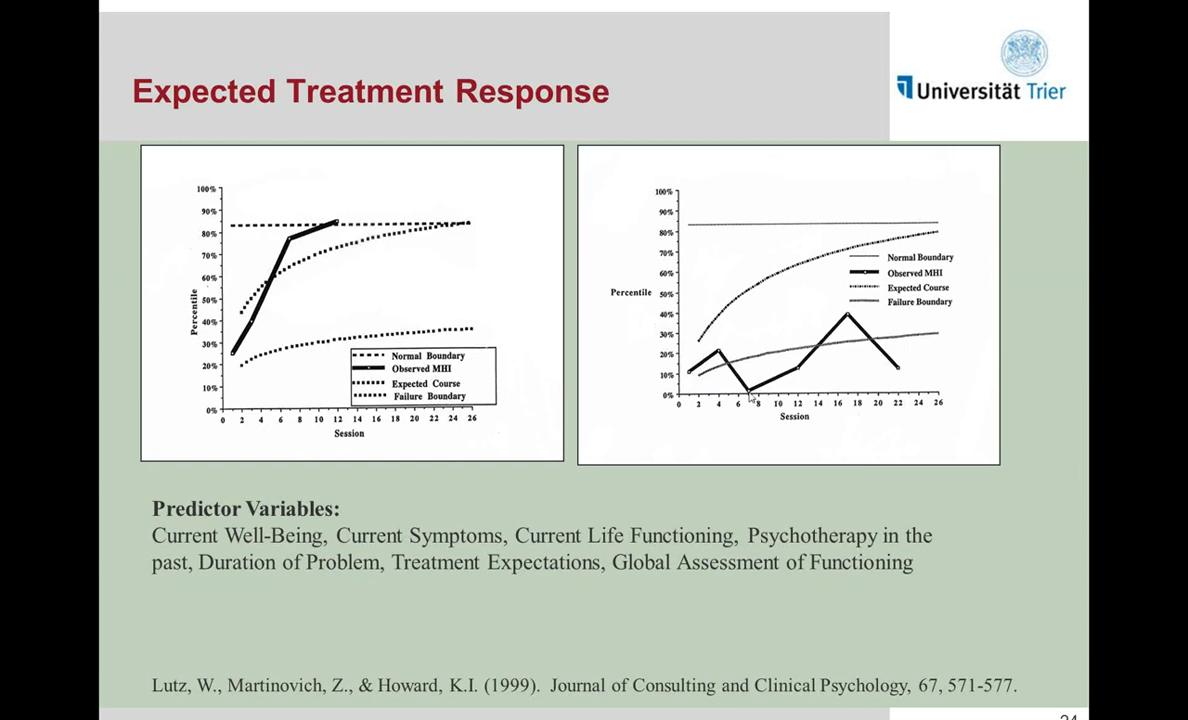 Expected Treatment Response
Universität Trier
100%
90%
80%
70%
60%
50%
40%
30%
20%
10%
0%
Percentile
0 2 4 6 8 10 12 14 16 18 20 22 24 26
Session
Normal Boundary
Observed MHI
Expected Course
Failure Boundary
100%
90%
80%
70%
60%
Percentile 50%
40%
30%
20%
10%
0%
0 2 4 6 8 10 12 14 16 18 20 22 24 26
Session
Normal Boundary
Observed MHI
Expected Course
Failure Boundary
Predictor Variables:
Current Well-Being, Current Symptoms, Current Life Functioning, Psychotherapy in the
past, Duration of Problem, Treatment Expectations, Global Assessment of Functioning
Lutz, W., Martinovich, Z., & Howard, K.I. (1999). Journal of Consulting and Clinical Psychology, 67, 571-577.